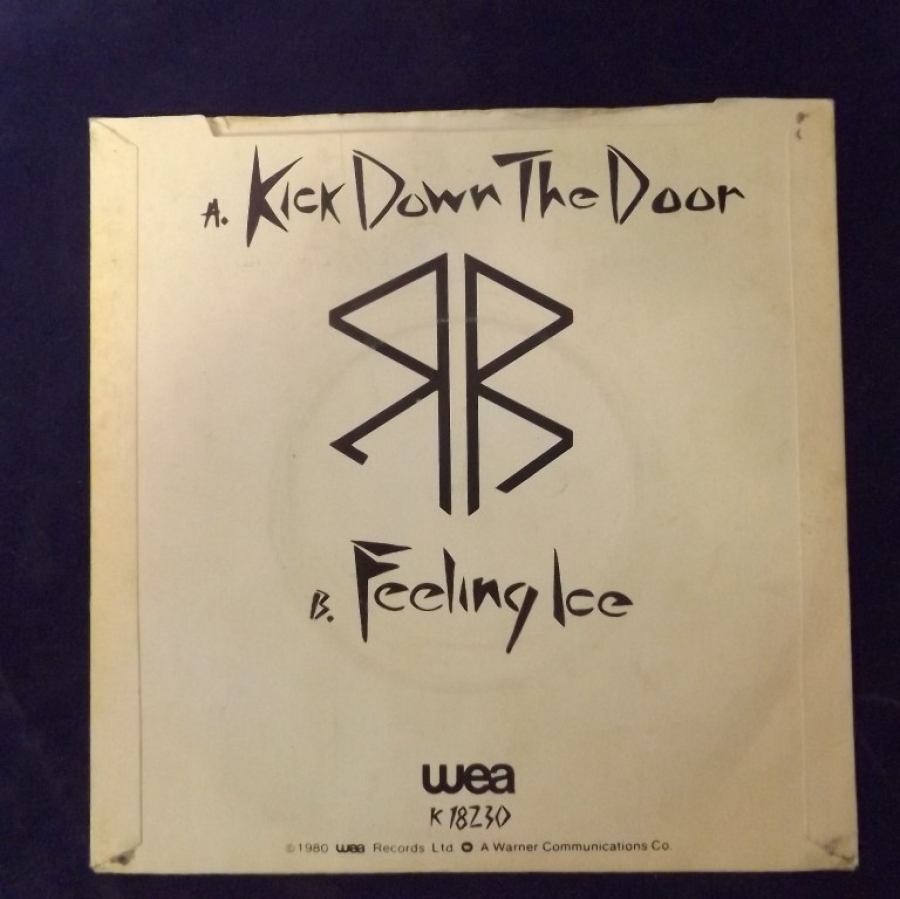 A. Kick Down The Door
B. Feeling Ice
wea
K 18230
©1980 wea Records Ltd A Warner Communications Co.